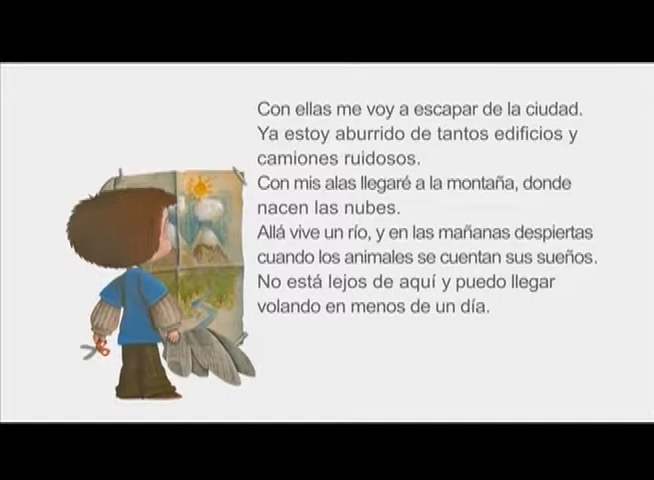 Con ellas me voy a escapar de la ciudad.
Ya estoy aburrido de tantos edificios y
camiones ruidosos.
Con mis alas llegaré a la montaña, donde
nacen las nubes.
Allá vive un río, y en las mañanas despiertas
cuando los animales se cuentan sus sueños.
No está lejos de aquí y puedo llegar
volando en menos de un día.